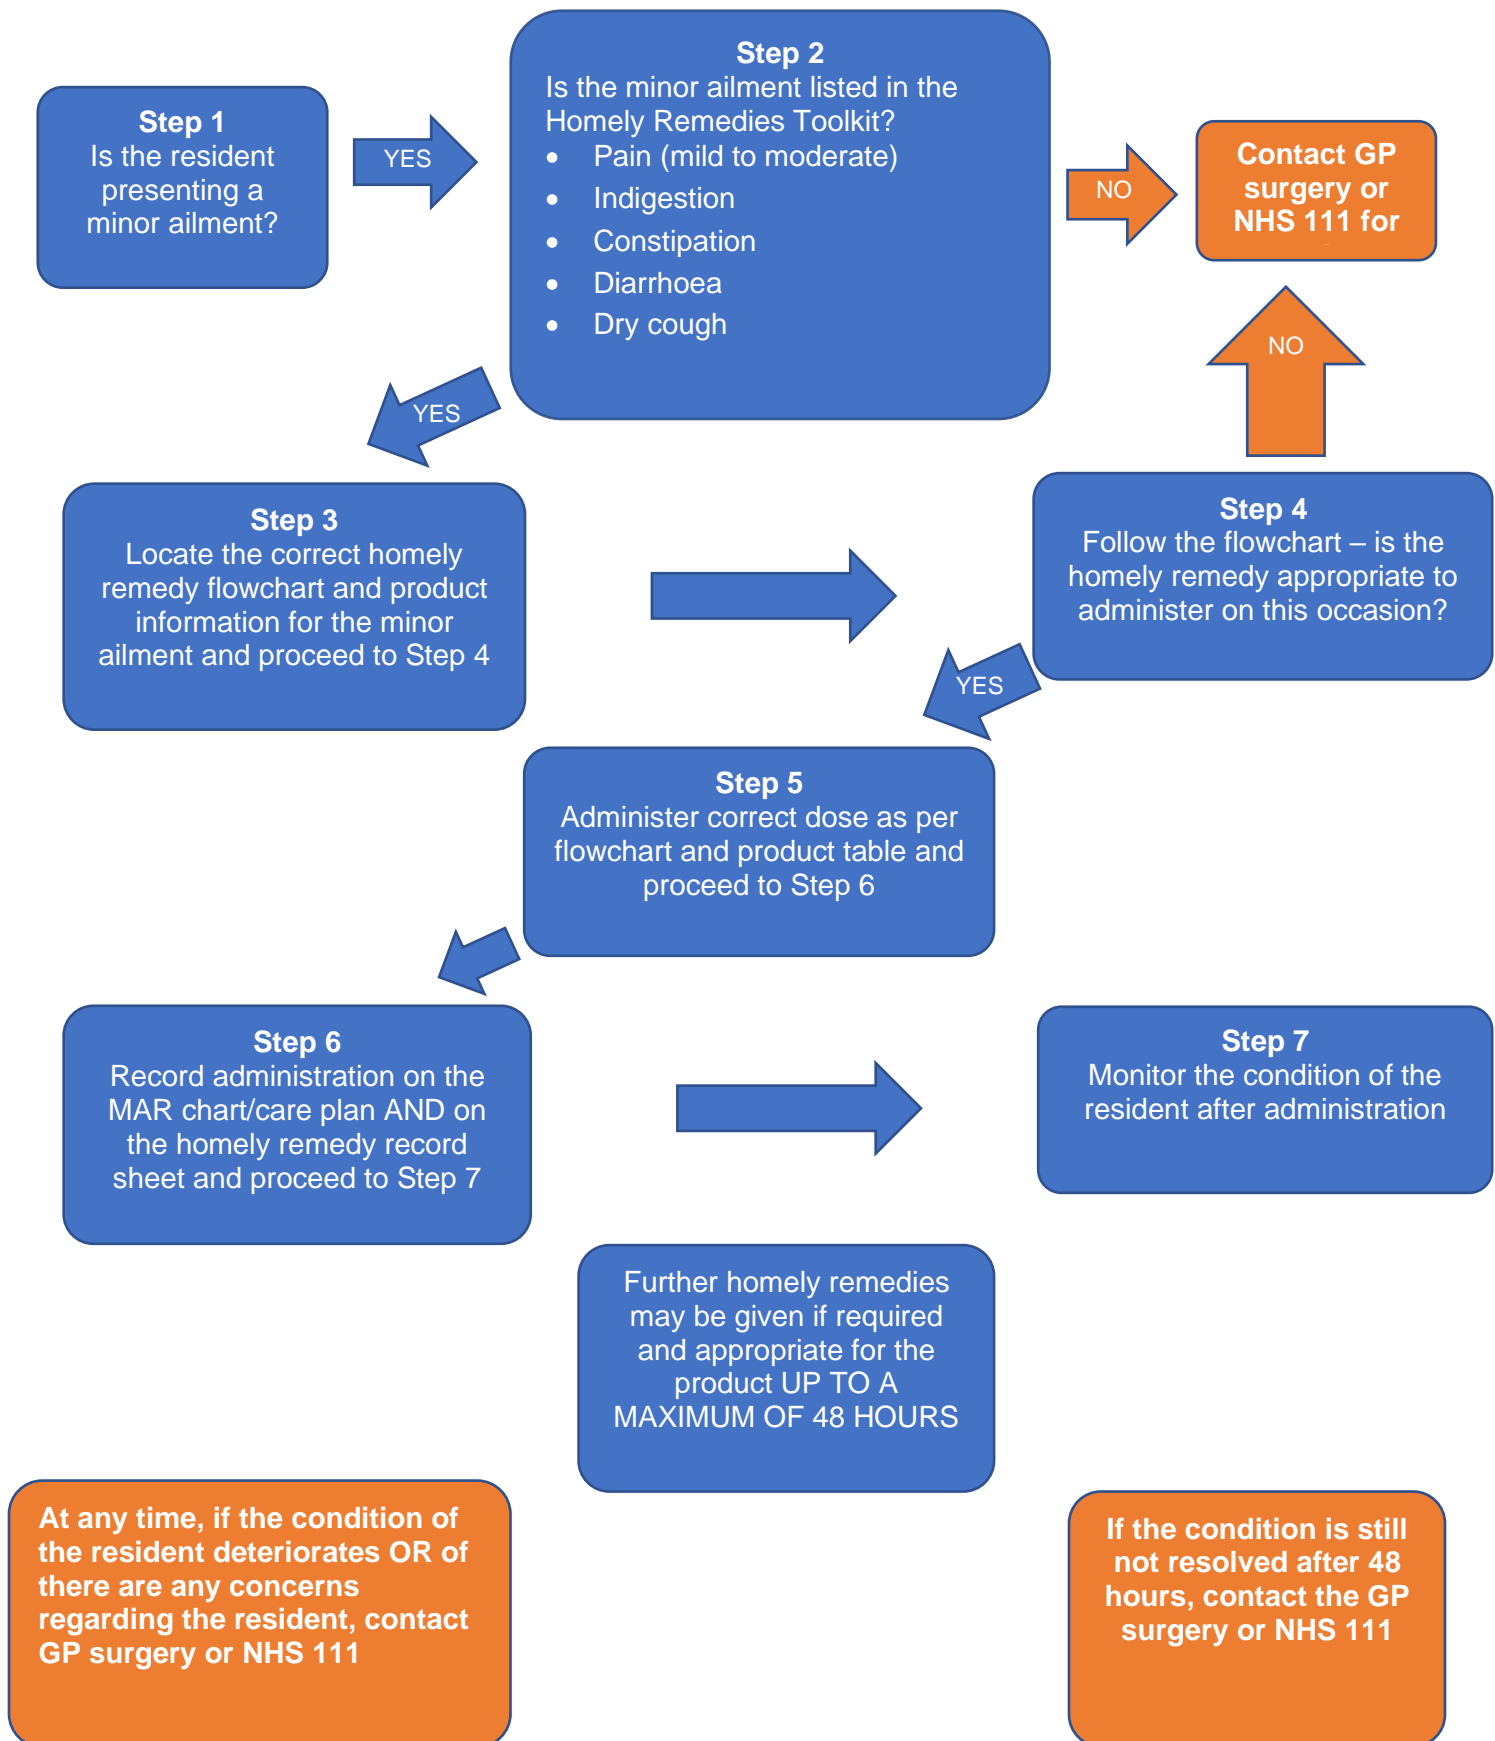 Step 1
Is the resident
presenting a
minor ailment?
YES
Step 2
Is the minor ailment listed in the
Homely Remedies Toolkit?
• Pain (mild to moderate)
• Indigestion
• Constipation
• Diarrhoea
• Dry cough
NO
Contact GP
surgery or
NHS 111 for
NO
YES
Step 3
Locate the correct homely
remedy flowchart and product
information for the minor
ailment and proceed to Step 4
Step 4
Follow the flowchart – is the
homely remedy appropriate to
administer on this occasion?
YES
Step 5
Administer correct dose as per
flowchart and product table and
proceed to Step 6
Step 6
Record administration on the
MAR chart/care plan AND on
the homely remedy record
sheet and proceed to Step 7
Step 7
Monitor the condition of the
resident after administration
Further homely remedies
may be given if required
and appropriate for the
product UP TO A
MAXIMUM OF 48 HOURS
At any time, if the condition of
the resident deteriorates OR of
there are any concerns
regarding the resident, contact
GP surgery or NHS 111
If the condition is still
not resolved after 48
hours, contact the GP
surgery or NHS 111